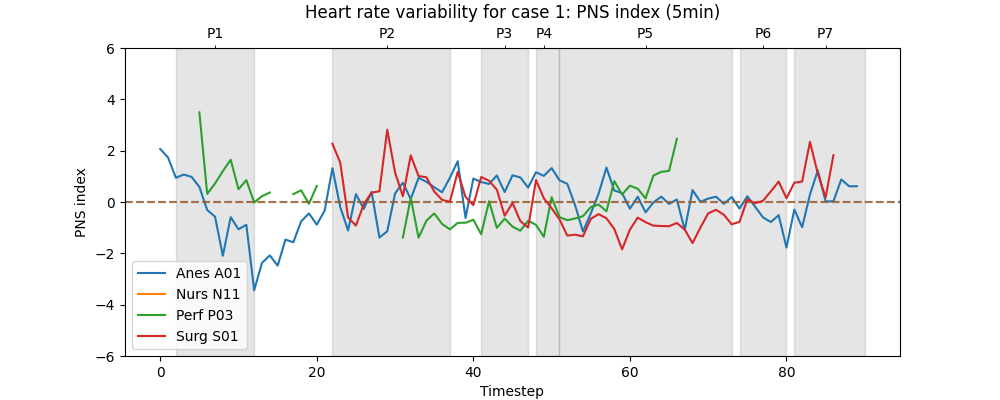 Heart rate variability for case 1: PNS index (5min)
P1 P2 P3 P4 P5 P6 P7
6
4
2
0
−2
−4
−6
PNS index
Anes A01
Nurs N11
Perf P03
Surg S01
0 20 40 60 80
Timestep